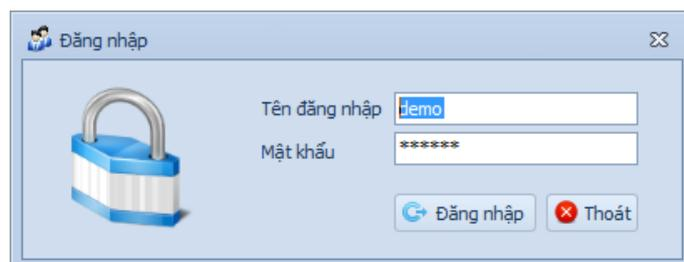 Đăng nhập
Tên đăng nhập demo
Mật khẩu ******
Đăng nhập Thoát